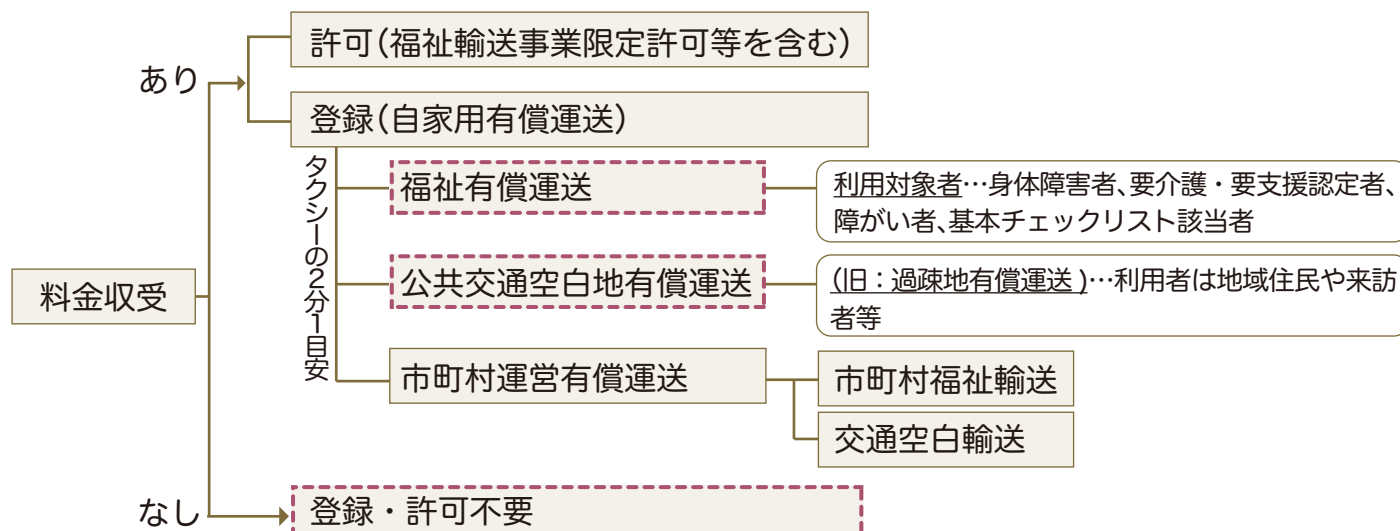 許可(福祉輸送事業限定許可等を含む)
あり
登録(自家用有償運送)
タクシーの2分1目安
福祉有償運送
利用対象者…身体障害者、要介護・要支援認定者、
障がい者、基本チェックリスト該当者
公共交通空白地有償運送
(旧：過疎地有償運送)…利用者は地域住民や来訪
者等
料金収受
市町村運営有償運送
市町村福祉輸送
交通空白輸送
なし
登録・許可不要